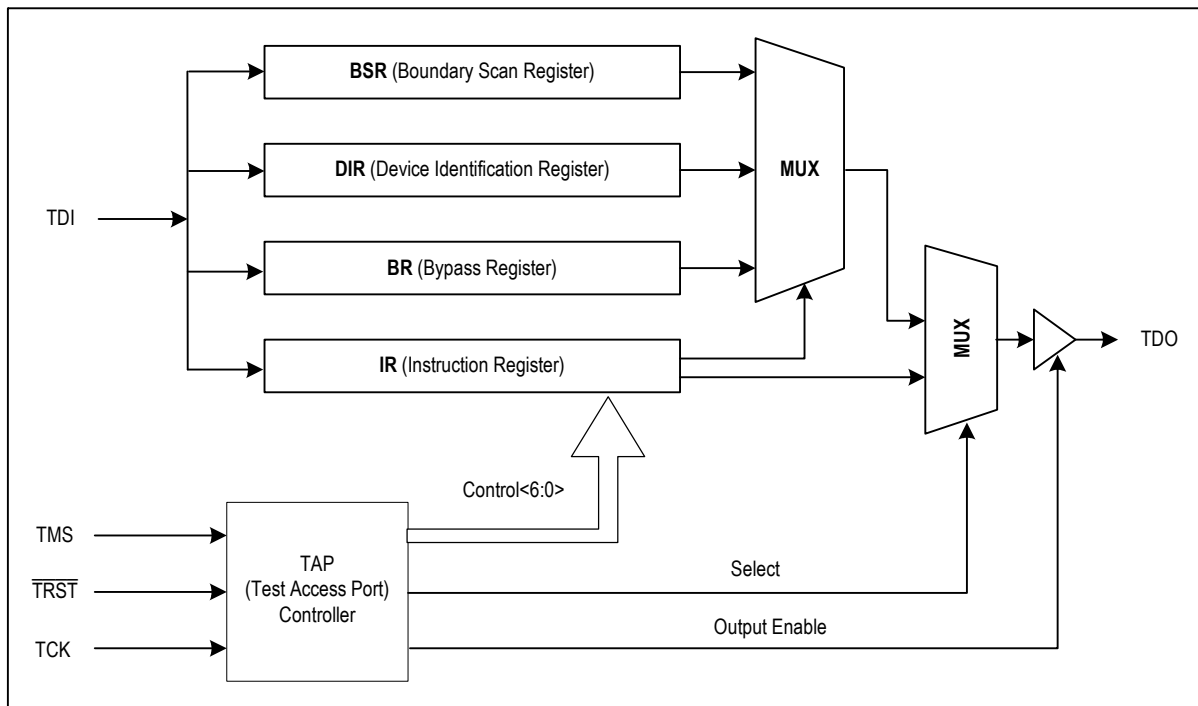 BSR (Boundary Scan Register)
DIR (Device Identification Register)
MUX
TDI
BR (Bypass Register)
MUX
TDO
IR (Instruction Register)
Control<6:0>
TMS
TRST
TCK
TAP
(Test Access Port)
Controller
Select
Output Enable